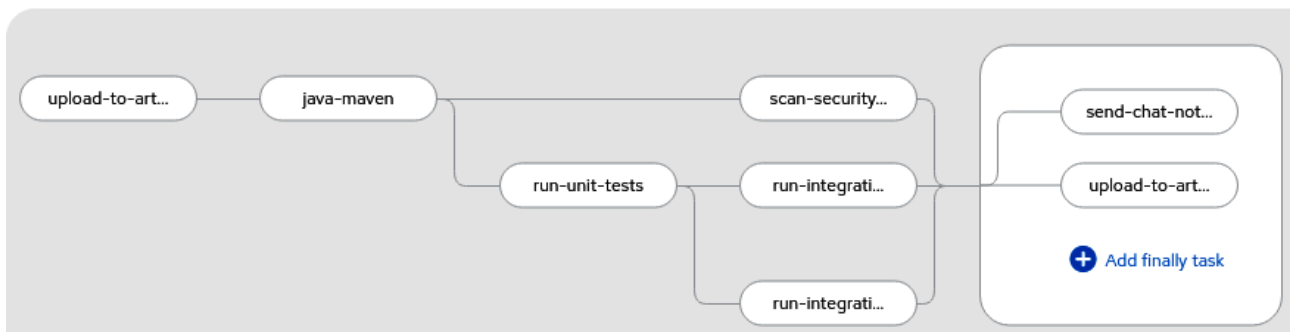 upload-to-art...
java-maven
scan-security...
send-chat-not...
run-unit-tests
run-integrati...
upload-to-art...
Add finally task
run-integrati...